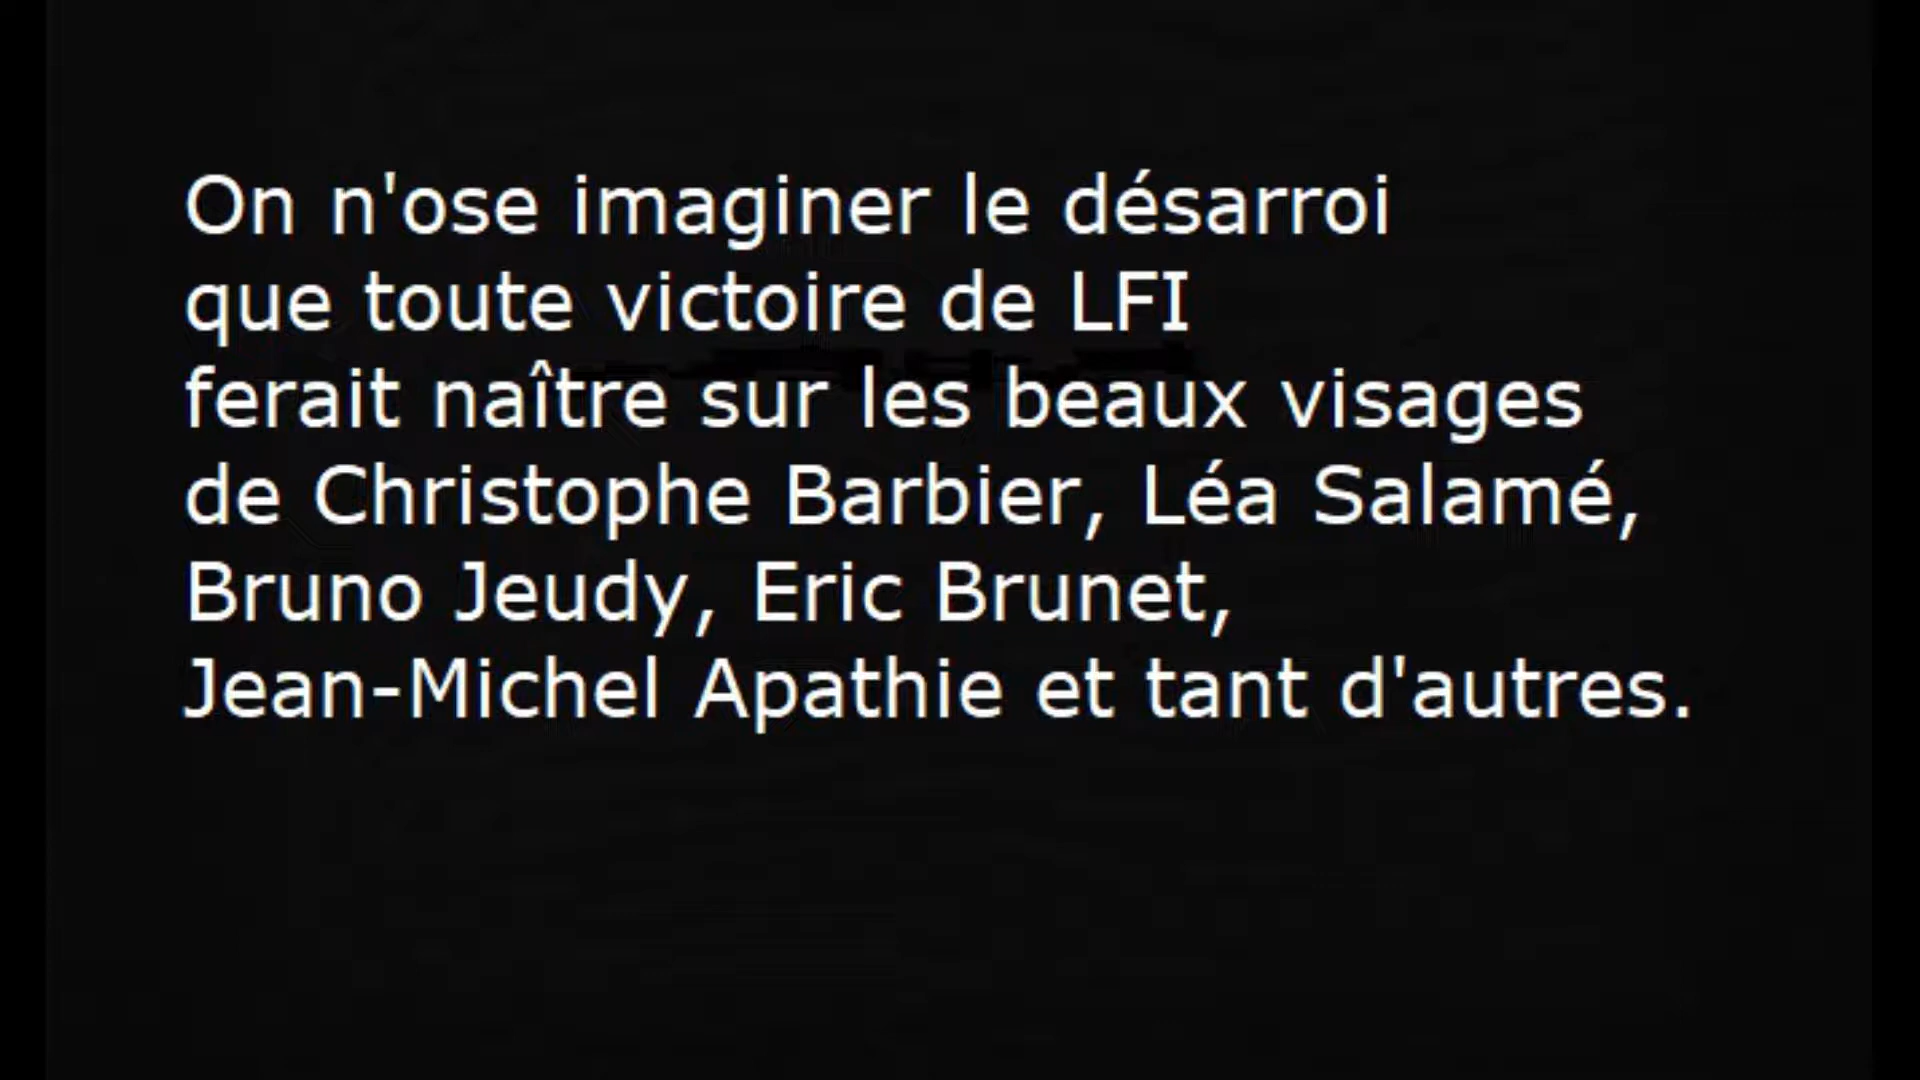 On n'ose imaginer le désarroi
que toute victoire de LFI
ferait naître sur les beaux visages
de Christophe Barbier, Léa Salamé,
Bruno Jeudy, Eric Brunet,
Jean-Michel Apathie et tant d'autres.